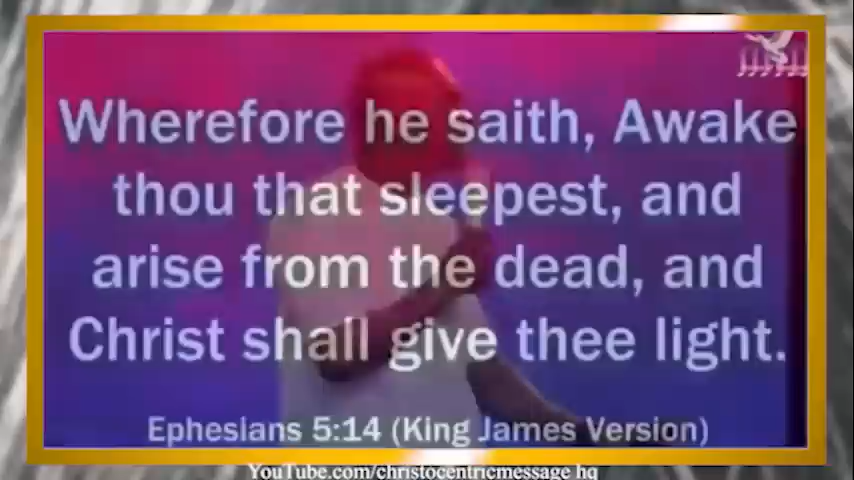 Wherefore he saith, Awake
thou that sleepest, and
arise from the dead, and
Christ shall give thee light.
Ephesians 5:14 (King James Version)
YouTube.com/christocentricmessage hq